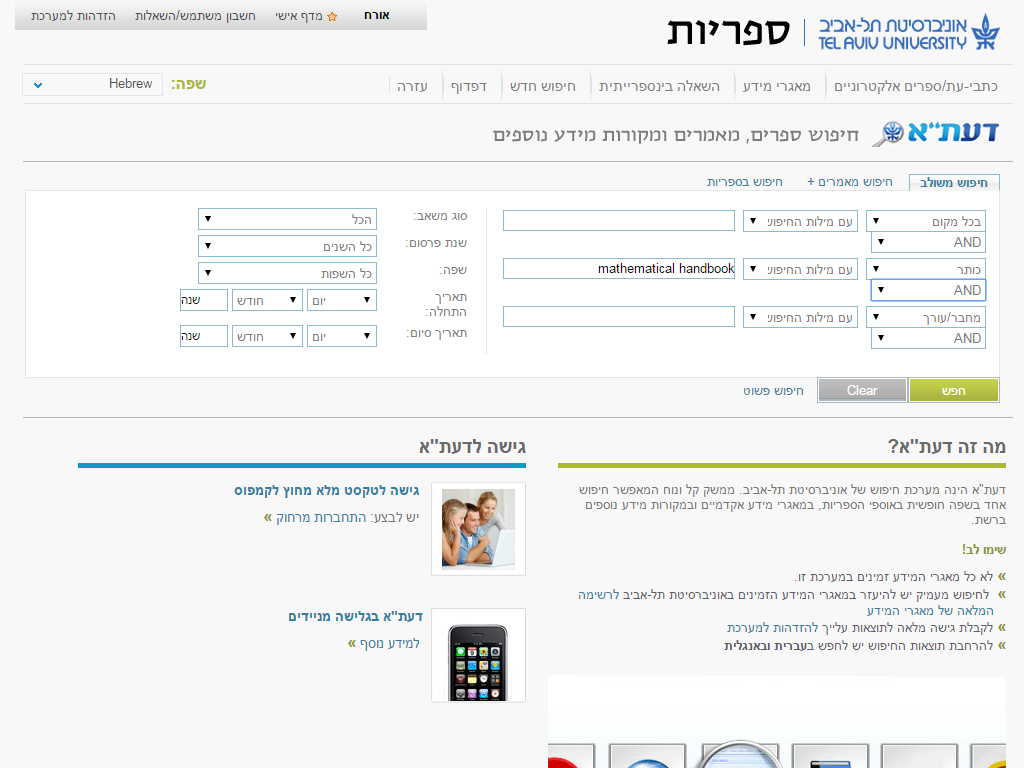 אורח
מדף אישי
חשבון משתמש/השאלות
הזדהות למערכת
אוניברסיטת תל-אביב
TEL AVIV UNIVERSITY
ספריות
כתבי-עת/ספרים אלקטרוניים
מאגרי מידע
השאלה בינספרייתית
חיפוש חדש
דפדוף
עזרה
שפה:
Hebrew
דעת"א
חיפוש ספרים, מאמרים ומקורות מידע נוספים
חיפוש משולב
חיפוש מאמרים +
חיפוש בספריות
בכל מקום
עם מילות החיפוש
AND
כותר
עם מילות החיפוש
mathematical handbook
AND
מחבר/עורך
עם מילות החיפוש
AND
סוג משאב:
הכל
שנת פרסום:
כל השנים
שפה:
כל השפות
תאריך התחלה:
יום
חודש
שנה
תאריך סיום:
יום
חודש
שנה
חפש
Clear
חיפוש פשוט
מה זה דעת"א?
דעת"א הינה מערכת חיפוש של אוניברסיטת תל-אביב. ממשק קל ונוח המאפשר חיפוש
אחד בשפה חופשית באוספי הספריות, במאגרי מידע אקדמיים ובמקורות מידע נוספים
ברשת.
שימו לב!
» לא כל מאגרי המידע זמינים במערכת זו.
» לחיפוש מעמיק יש להיעזר במאגרי המידע הזמינים באוניברסיטת תל-אביב לרשימה
המלאה של מאגרי המידע
» לקבלת גישה מלאה לתוצאות עלייך להזדהות למערכת
» להרחבת תוצאות החיפוש יש לחפש בעברית ובאנגלית
גישה לדעת"א
גישה לטקסט מלא מחוץ לקמפוס
יש לבצע: התחברות מרחוק »
דעת"א בגלישה מניידים
למידע נוסף »